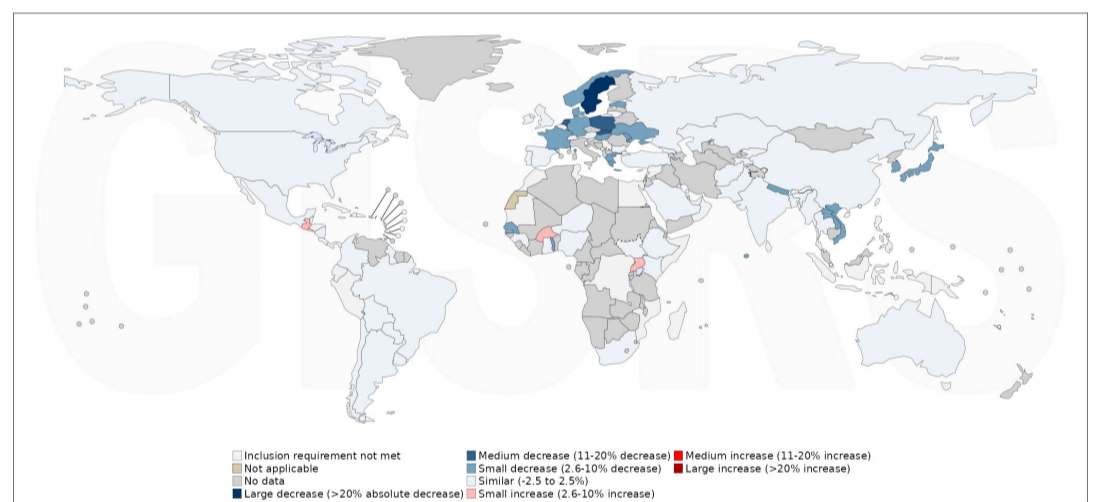 GISRS
Inclusion requirement not met
Not applicable
No data
Large decrease (>20% absolute decrease)
Medium decrease (11-20% decrease)
Small decrease (2.6-10% decrease)
Similar (-2.5 to 2.5%)
Small increase (2.6-10% increase)
Medium increase (11-20% increase)
Large increase (>20% increase)